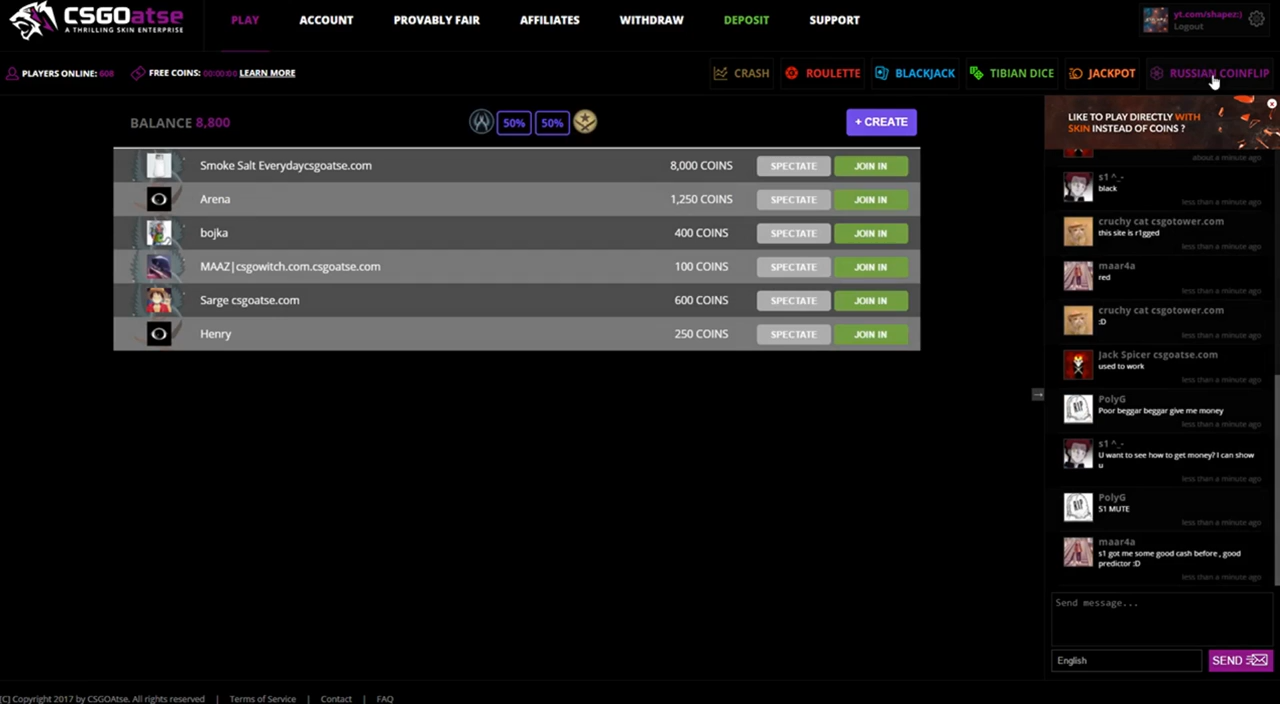 CSGOatse
A THRILLING SKIN ENTERPRISE
PLAY
ACCOUNT
PROVABLY FAIR
AFFILIATES
WITHDRAW
DEPOSIT
SUPPORT
yt.com/shapez:)
Logout
PLAYERS ONLINE: 608
FREE COINS: 00:00:00 LEARN MORE
CRASH
ROULETTE
BLACKJACK
TIBIAN DICE
JACKPOT
RUSSIAN COINFLIP
BALANCE 8,800
50%
50%
+ CREATE
Smoke Salt Everydaycsgoatse.com 8,000 COINS SPECTATE JOIN IN
Arena 1,250 COINS SPECTATE JOIN IN
bojka 400 COINS SPECTATE JOIN IN
MAAZ|csgowitch.com.csgoatse.com 100 COINS SPECTATE JOIN IN
Sarge csgoatse.com 600 COINS SPECTATE JOIN IN
Henry 250 COINS SPECTATE JOIN IN
LIKE TO PLAY DIRECTLY WITH
SKIN INSTEAD OF COINS ?
about a minute ago
s1 ^_-
black
less than a minute ago
cruchy cat csgotower.com
this site is r1gged
less than a minute ago
maar4a
red
less than a minute ago
cruchy cat csgotower.com
:D
less than a minute ago
Jack Spicer csgoatse.com
used to work
less than a minute ago
PolyG
Poor beggar beggar give me money
less than a minute ago
s1 ^_-
U want to see how to get money? I can show
u
less than a minute ago
PolyG
S1 MUTE
less than a minute ago
maar4a
s1 got me some good cash before , good
predictor :D
less than a minute ago
Send message...
English
SEND
[C] Copyright 2017 by CSGOAtse. All rights reserved | Terms of Service | Contact | FAQ